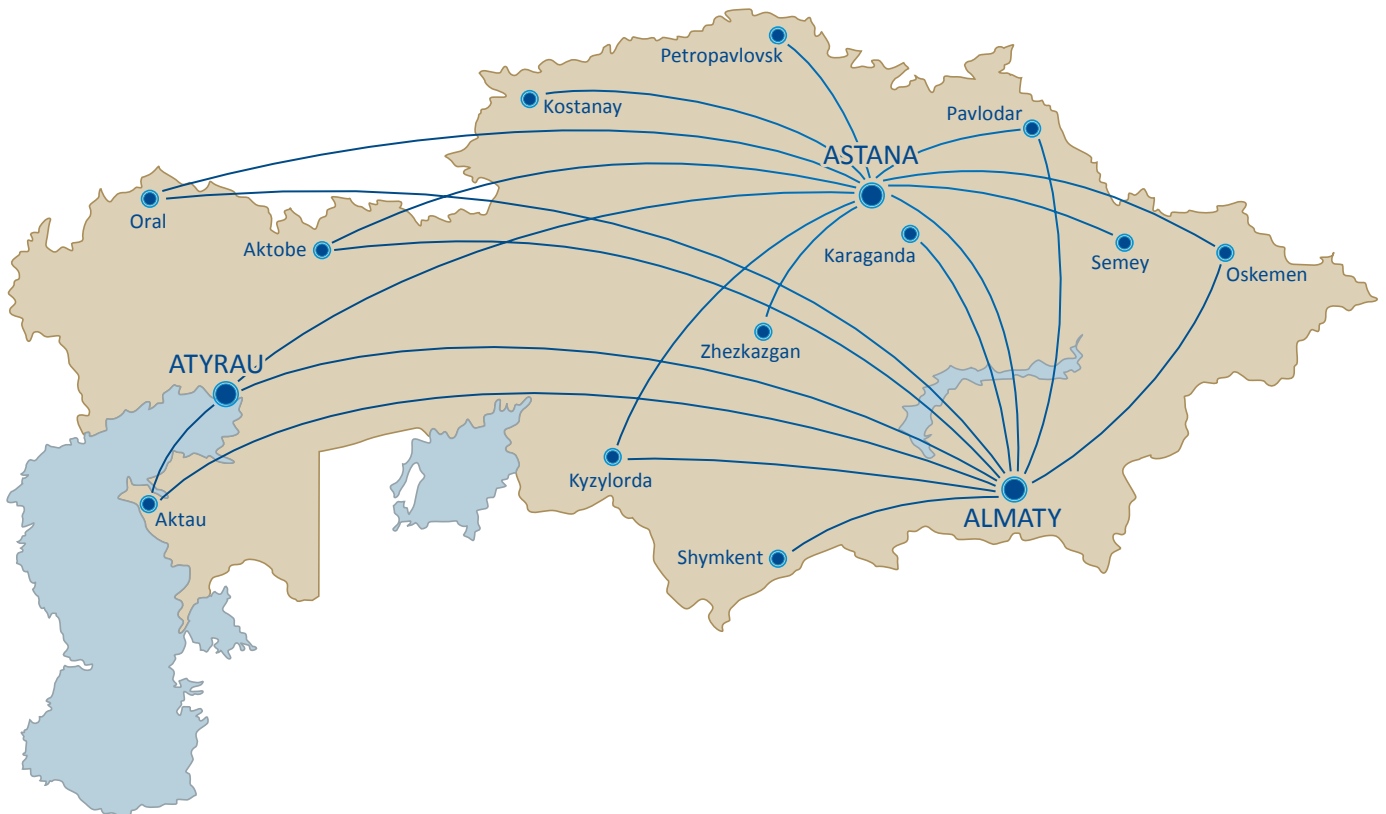 Petropavlovsk
Kostanay
Pavlodar
ASTANA
Oral
Aktobe
Karaganda
Semey
Oskemen
Zhezkazgan
ATYRAU
Kyzylorda
Aktau
ALMATY
Shymkent